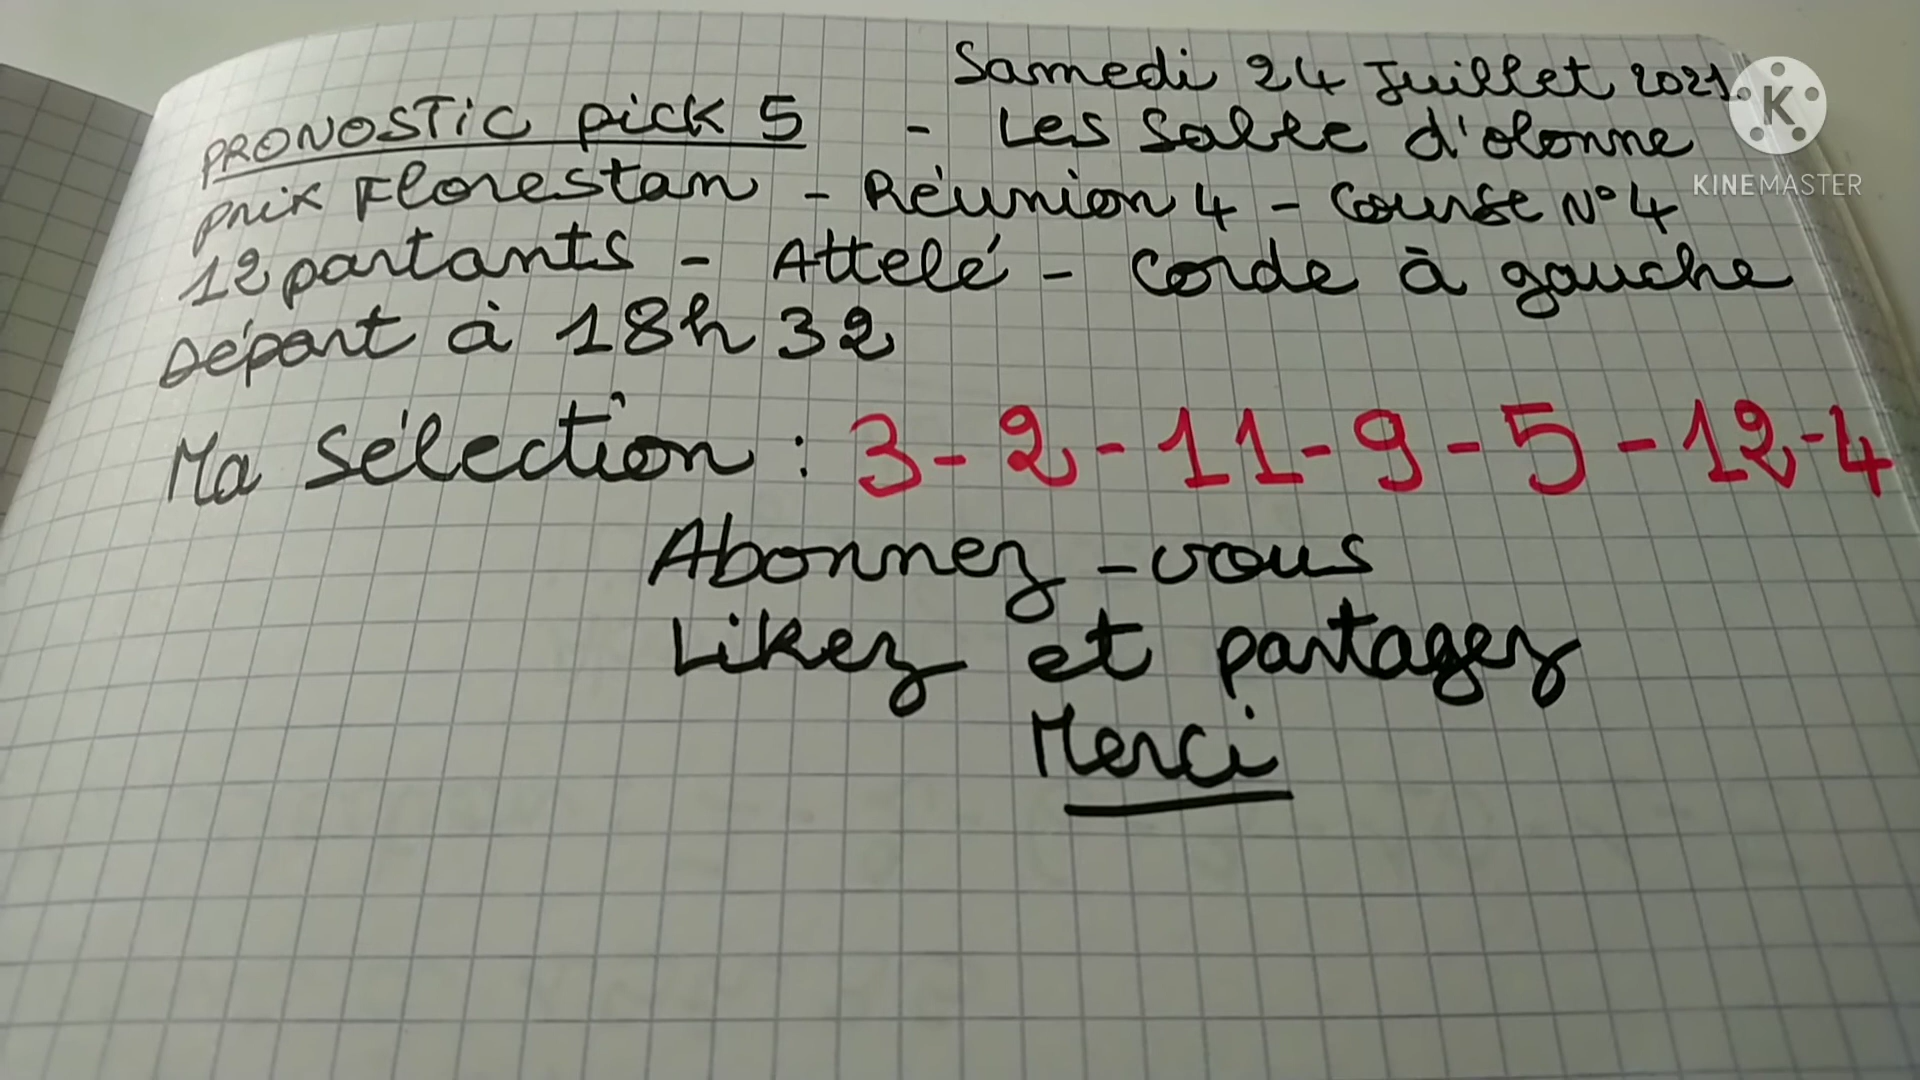 Samedi 24 Juillet 2021.
PRONOSTIC pick 5 - Les Sable d'olonne
prix Florestan - Réunion 4 - Course N°4
12 partants - Attelé - Corde à gauche
Départ à 18h32
Ma Sélection : 3-2-11-9-5-12-4
Abonnez-vous
Likez et partagez
Merci
K
KINEMASTER